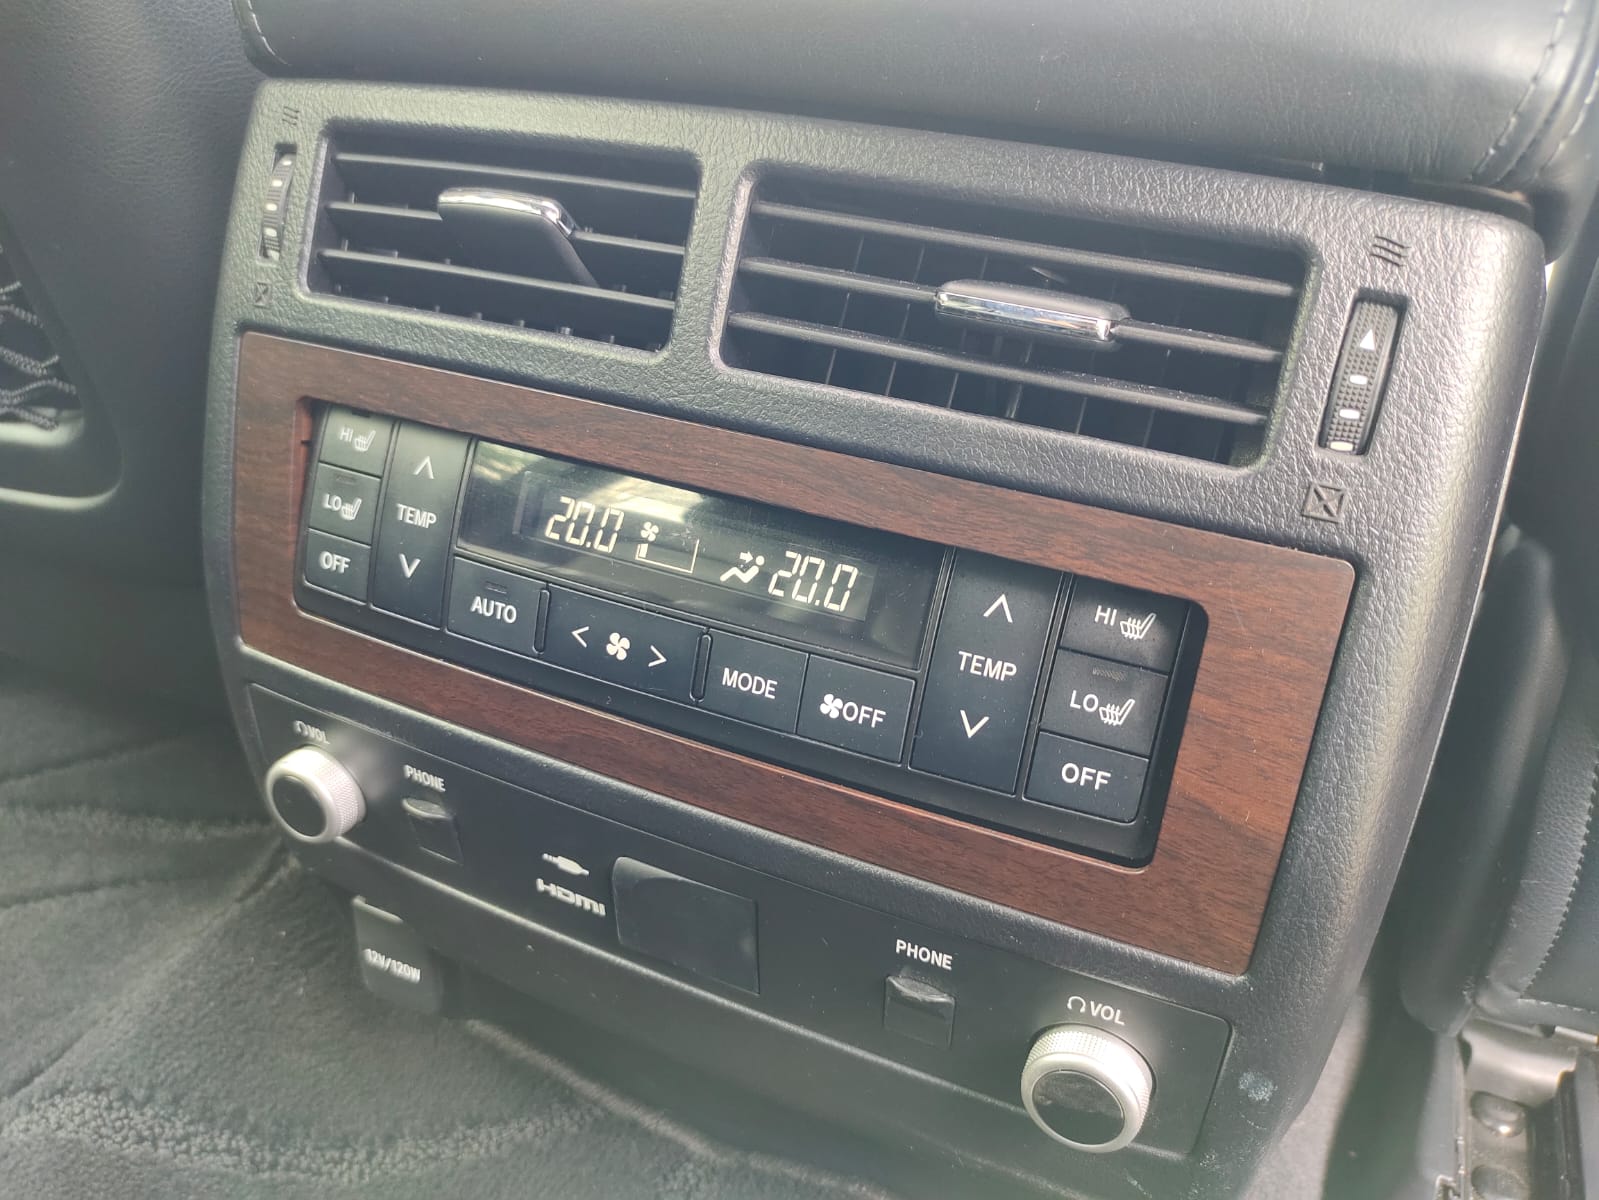 HI
LO
OFF
TEMP
20.0
20.0
AUTO
MODE
OFF
TEMP
HI
LO
OFF
VOL
PHONE
HDMI
12V/120W
PHONE
VOL